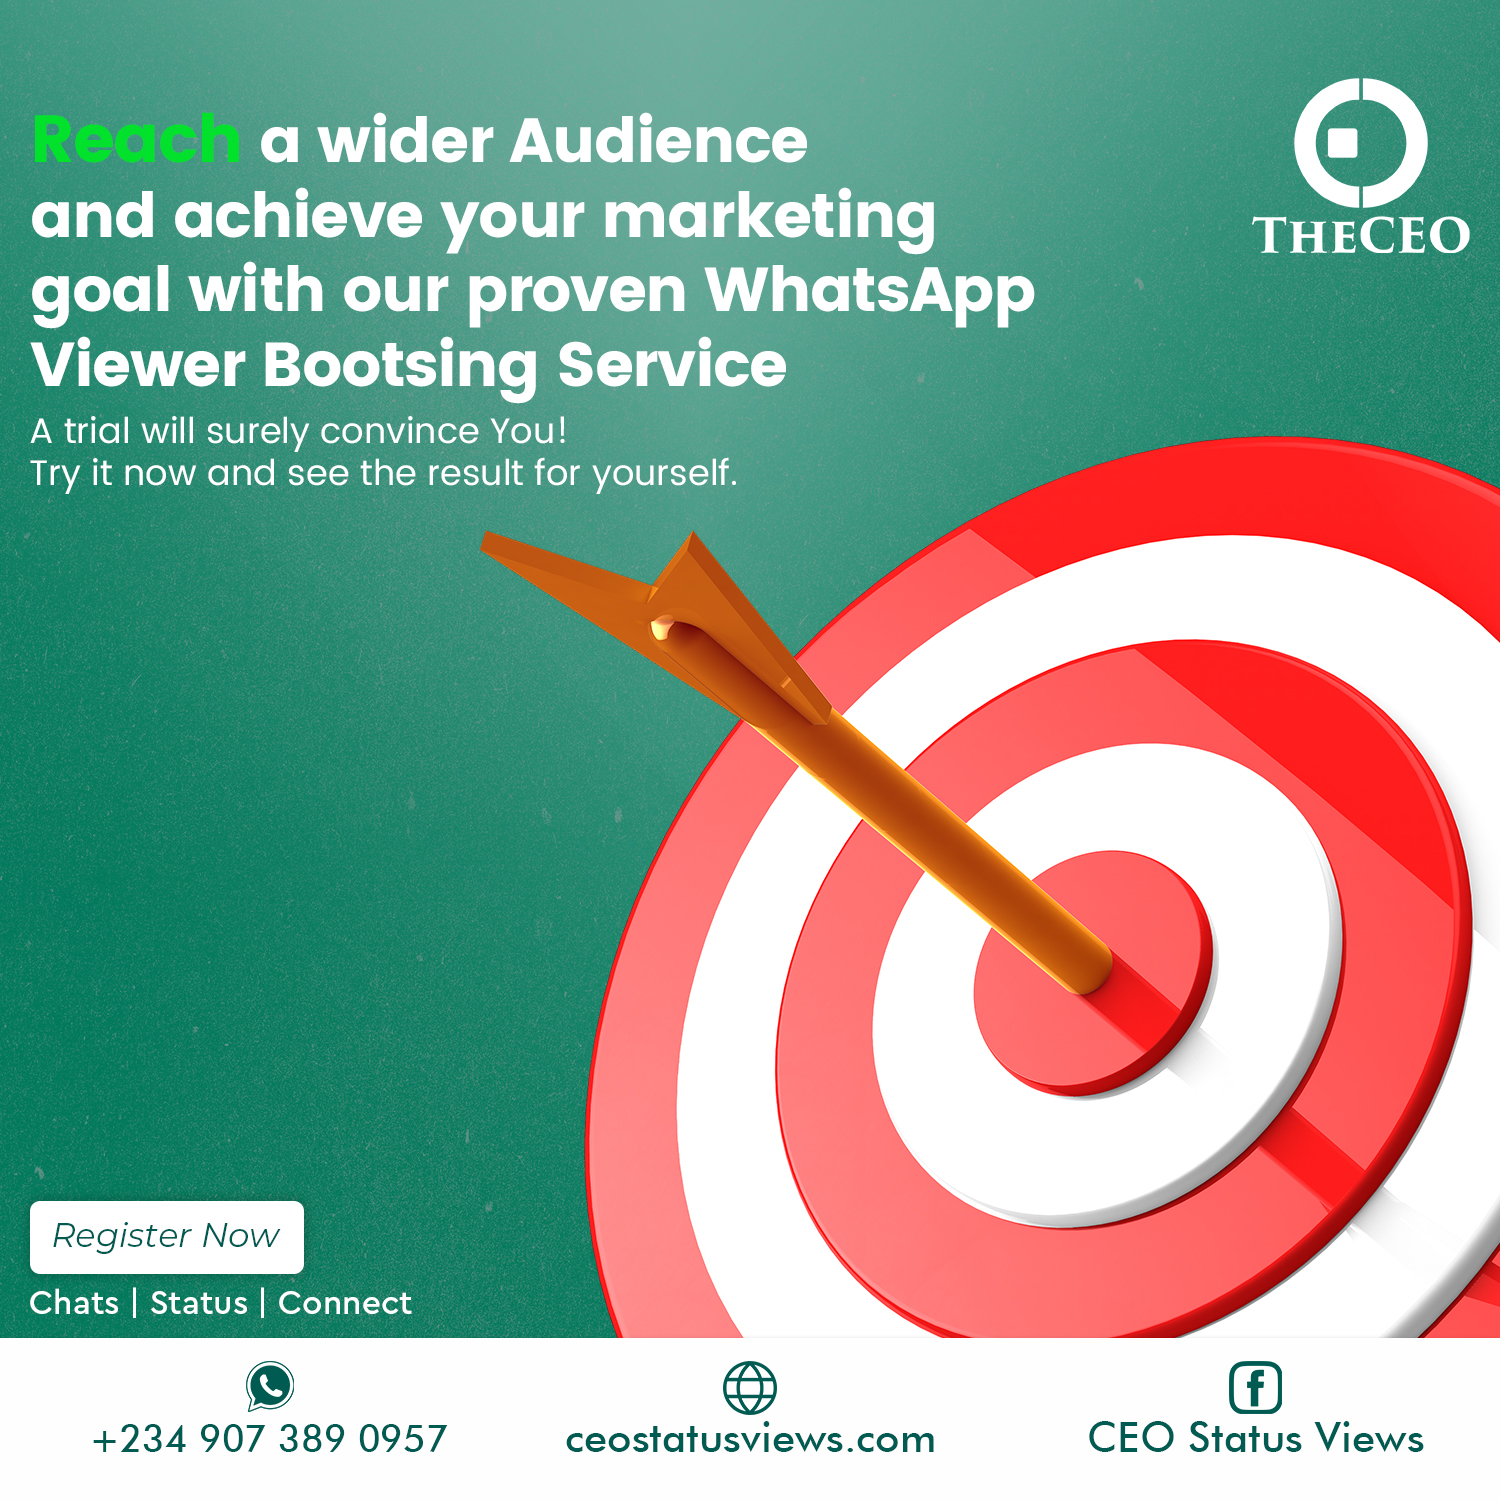 Reach a wider Audience
and achieve your marketing
goal with our proven WhatsApp
Viewer Bootsing Service
A trial will surely convince You!
Try it now and see the result for yourself.
THECEO
Register Now
Chats | Status | Connect
+234 907 389 0957
ceostatusviews.com
CEO Status Views